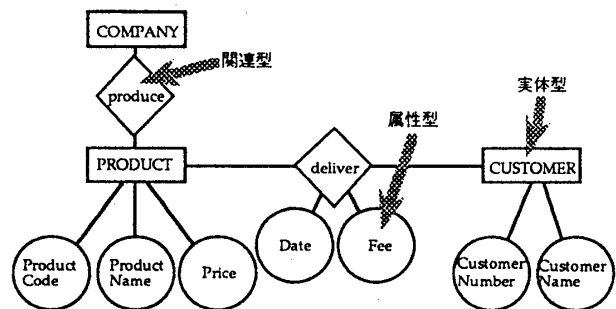 COMPANY
関連型
produce
実体型
属性型
PRODUCT
deliver
CUSTOMER
Product
Code
Product
Name
Price
Date
Fee
Customer
Number
Customer
Name